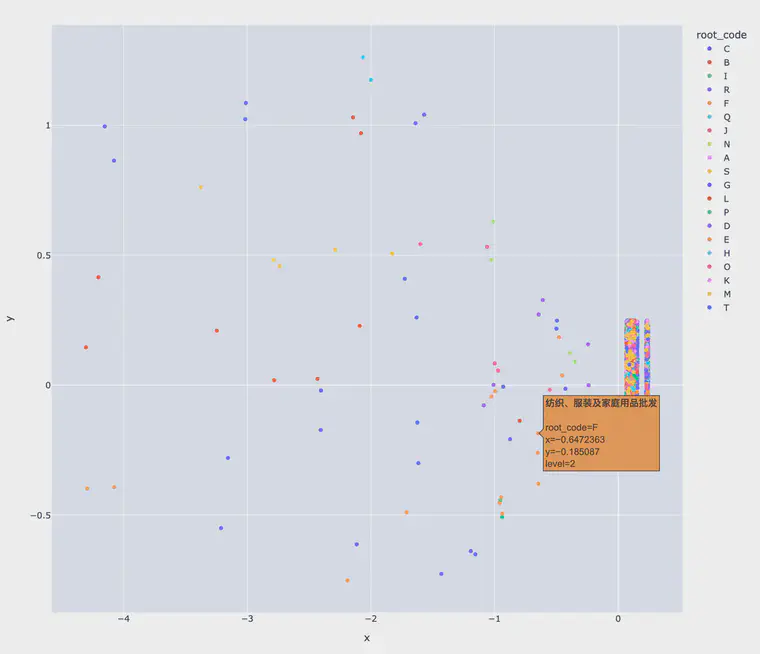 root_code
C
B
I
R
F
Q
J
N
A
S
G
L
P
D
E
H
O
K
M
T
1
0.5
0
−0.5
y
纺织、服装及家庭用品批发
root_code=F
x=−0.6472363
y=−0.185087
level=2
−4
−3
−2
−1
0
x